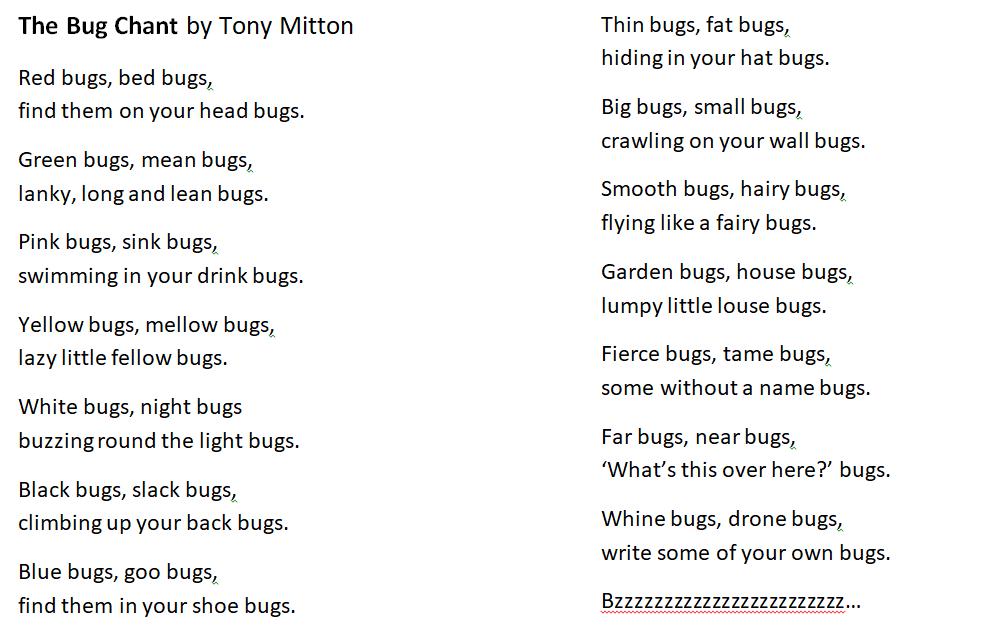 The Bug Chant by Tony Mitton
Red bugs, bed bugs,
find them on your head bugs.
Green bugs, mean bugs,
lanky, long and lean bugs.
Pink bugs, sink bugs,
swimming in your drink bugs.
Yellow bugs, mellow bugs,
lazy little fellow bugs.
White bugs, night bugs
buzzing round the light bugs.
Black bugs, slack bugs,
climbing up your back bugs.
Blue bugs, goo bugs,
find them in your shoe bugs.
Thin bugs, fat bugs,
hiding in your hat bugs.
Big bugs, small bugs,
crawling on your wall bugs.
Smooth bugs, hairy bugs,
flying like a fairy bugs.
Garden bugs, house bugs,
lumpy little louse bugs.
Fierce bugs, tame bugs,
some without a name bugs.
Far bugs, near bugs,
‘What’s this over here?’ bugs.
Whine bugs, drone bugs,
write some of your own bugs.
Bzzzzzzzzzzzzzzzzzzzzzzzz...